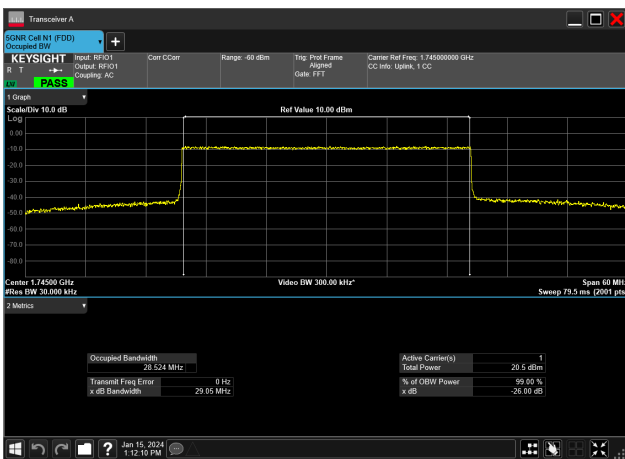 Transceiver A
5GNR Cell N1 (FDD)
Occupied BW
KEYSIGHT
R T
PASS
Input: RFIO1
Output: RFIO1
Coupling: AC
Corr CCorr
Range: -60 dBm
Trig: Prot Frame
Aligned
Gate: FFT
Carrier Ref Freq: 1.745000000 GHz
CC Info: Uplink, 1 CC
1 Graph
Scale/Div 10.0 dB
Ref Value 10.00 dBm
Log
0.00
-10.0
-20.0
-30.0
-40.0
-50.0
-60.0
-70.0
-80.0
Center 1.74500 GHz
Video BW 300.00 kHz*
Span 60 MHz
#Res BW 30.000 kHz
Sweep 79.5 ms (2001 pts
2 Metrics
Occupied Bandwidth
28.524 MHz
Transmit Freq Error 0 Hz
x dB Bandwidth 29.05 MHz
Active Carrier(s) 1
Total Power 20.5 dBm
% of OBW Power 99.00 %
x dB -26.00 dB
Jan 15, 2024
1:12:10 PM